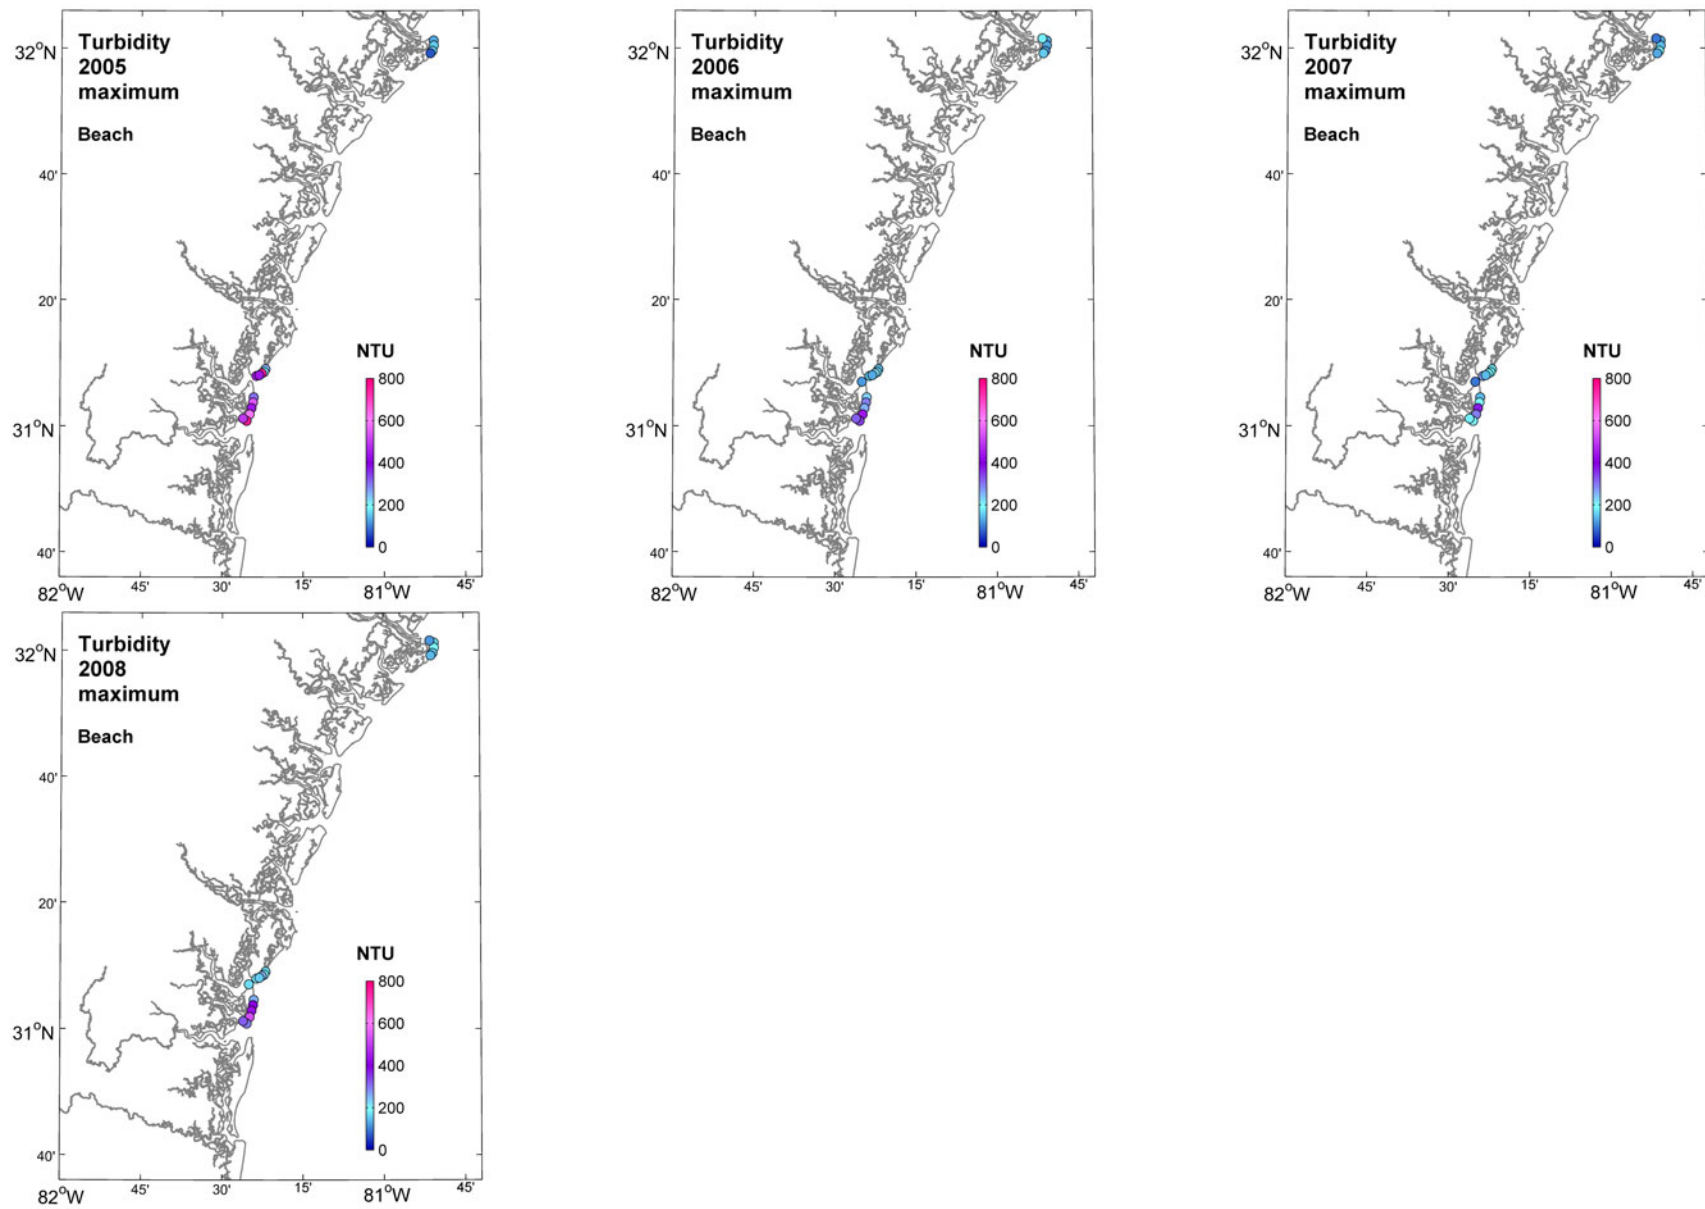 Turbidity
2005
maximum
Beach
32°N
40'
20'
31°N
40'
NTU
800
600
400
200
0
82°W
45'
30'
15'
81°W
45'
Turbidity
2006
maximum
Beach
32°N
40'
20'
31°N
40'
NTU
800
600
400
200
0
82°W
45'
30'
15'
81°W
45'
Turbidity
2007
maximum
Beach
32°N
40'
20'
31°N
40'
NTU
800
600
400
200
0
82°W
45'
30'
15'
81°W
45'
Turbidity
2008
maximum
Beach
32°N
40'
20'
31°N
40'
NTU
800
600
400
200
0
82°W
45'
30'
15'
81°W
45'